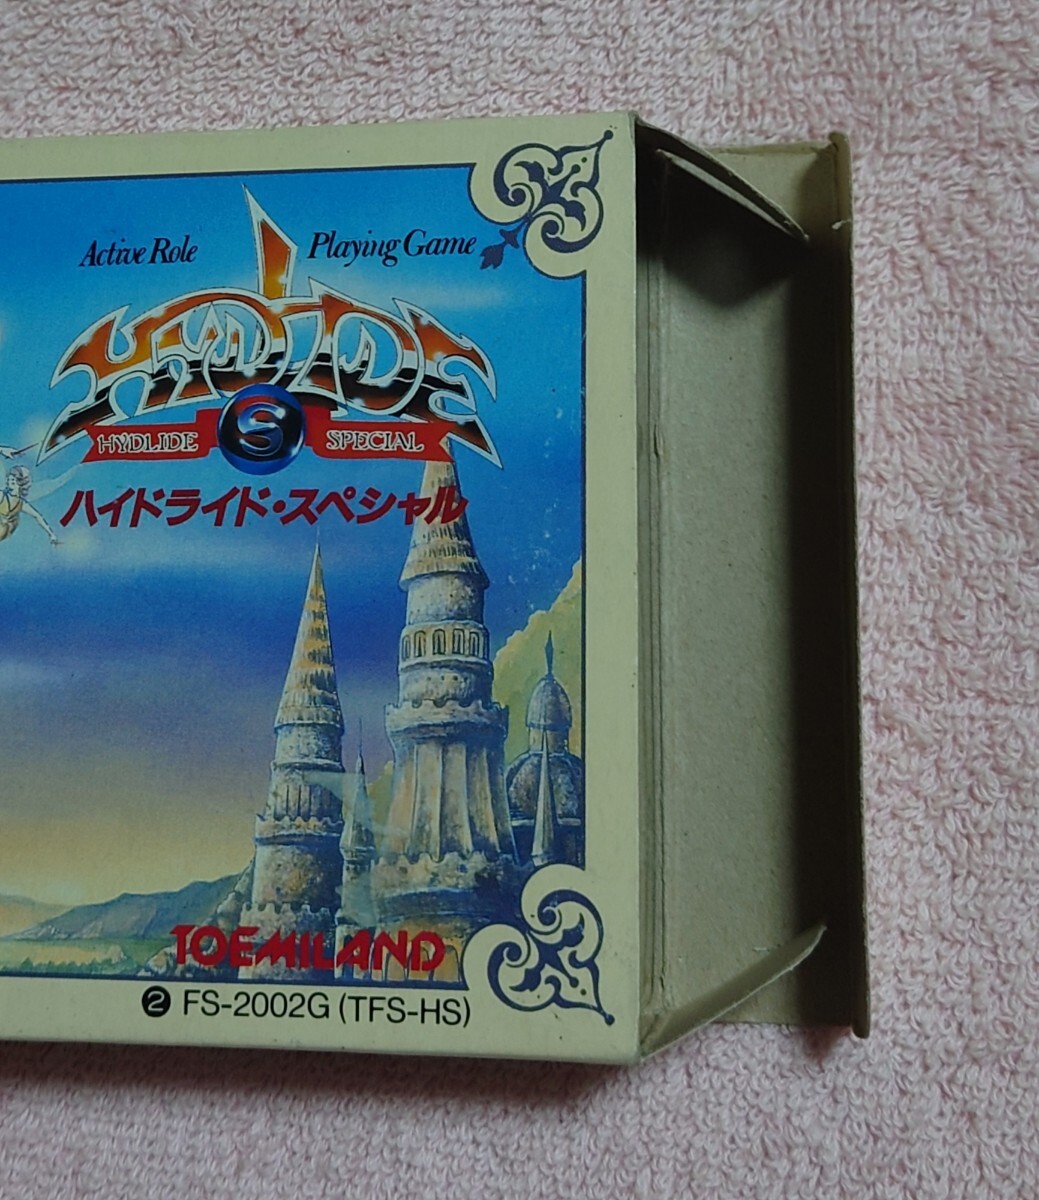 Active Role Playing Game
HYDLIDE
HYDLIDE S SPECIAL
ハイドライド・スペシャル
TOEMILAND
❷ FS-2002G (TFS-HS)